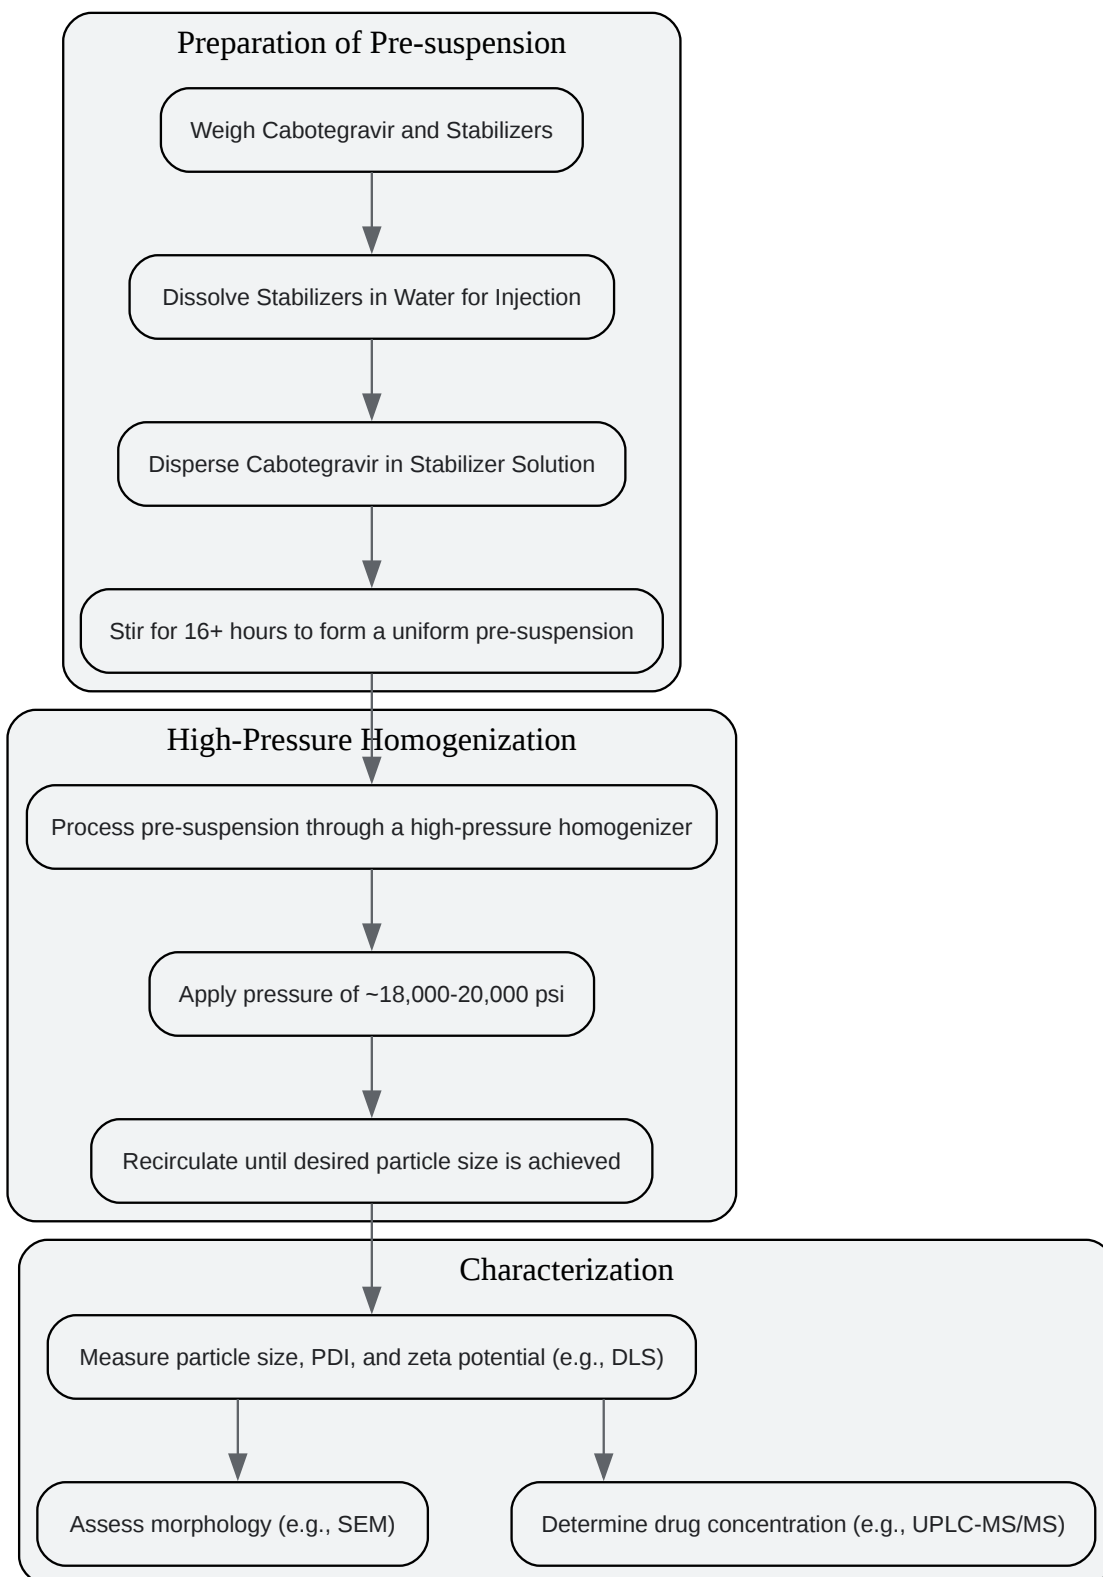 Preparation of Pre-suspension
Weigh Cabotegravir and Stabilizers
Dissolve Stabilizers in Water for Injection
Disperse Cabotegravir in Stabilizer Solution
Stir for 16+ hours to form a uniform pre-suspension
High-Pressure Homogenization
Process pre-suspension through a high-pressure homogenizer
Apply pressure of ~18,000-20,000 psi
Recirculate until desired particle size is achieved
Characterization
Measure particle size, PDI, and zeta potential (e.g., DLS)
Assess morphology (e.g., SEM)
Determine drug concentration (e.g., UPLC-MS/MS)